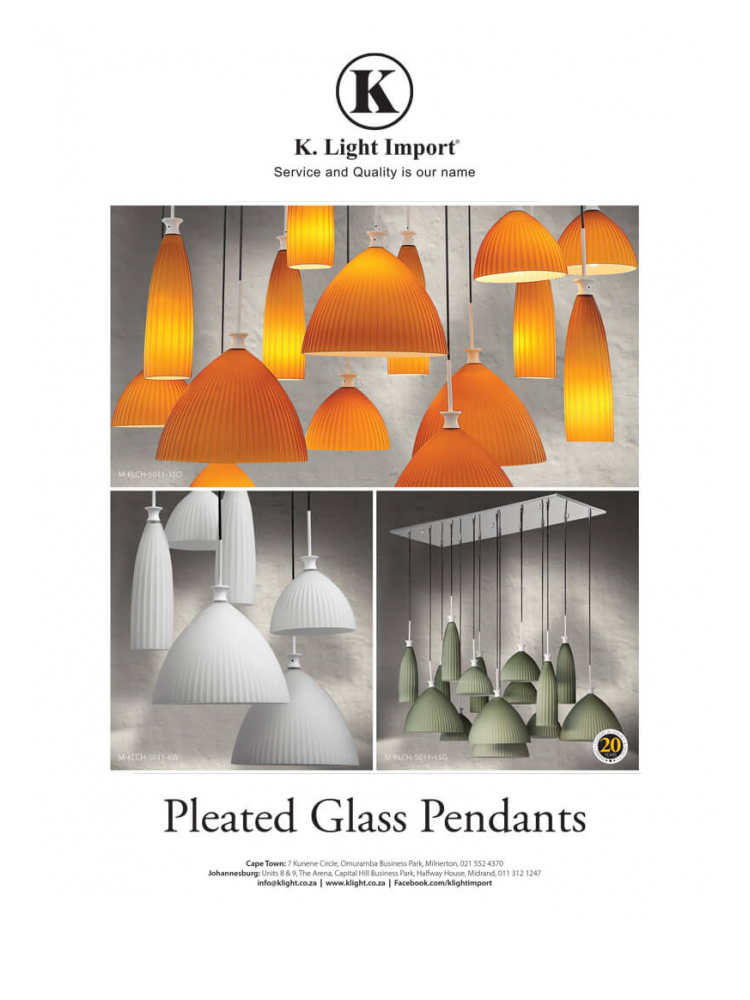 K
K. Light Import®
Service and Quality is our name
M-KLCH-5011-15O
M-KLCH-5011-6W
M-KLCH-5011-15G
20
YEARS
Pleated Glass Pendants
Cape Town: 7 Kunene Circle, Omuramba Business Park, Milnerton, 021 552 4370
Johannesburg: Units 8 & 9, The Arena, Capital Hill Business Park, Halfway House, Midrand, 011 312 1247
info@klight.co.za | www.klight.co.za | Facebook.com/klightimport